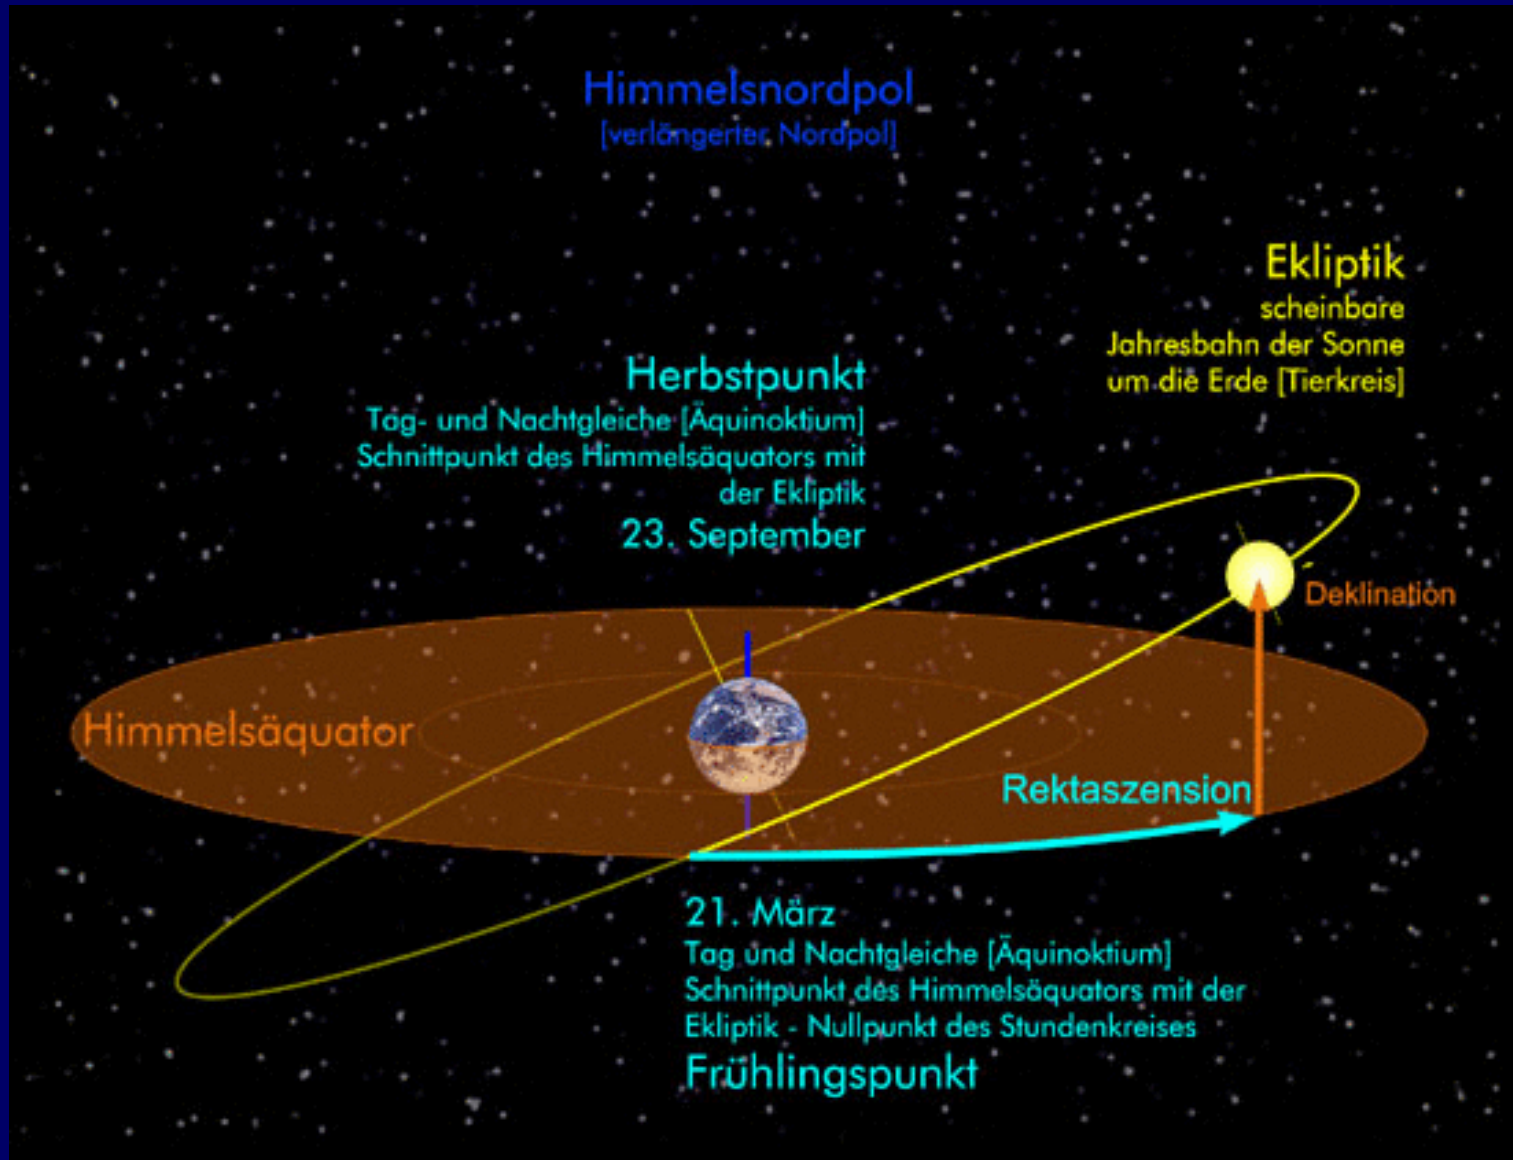 Himmelsnordpol
[verlängerter Nordpol]
Ekliptik
scheinbare
Jahresbahn der Sonne
um die Erde [Tierkreis]
Herbstpunkt
Tag- und Nachtgleiche [Äquinoktium]
Schnittpunkt des Himmelsäquators mit
der Ekliptik
23. September
Deklination
Himmelsäquator
Rektaszension
21. März
Tag und Nachtgleiche [Äquinoktium]
Schnittpunkt des Himmelsäquators mit der
Ekliptik - Nullpunkt des Stundenkreises
Frühlingspunkt